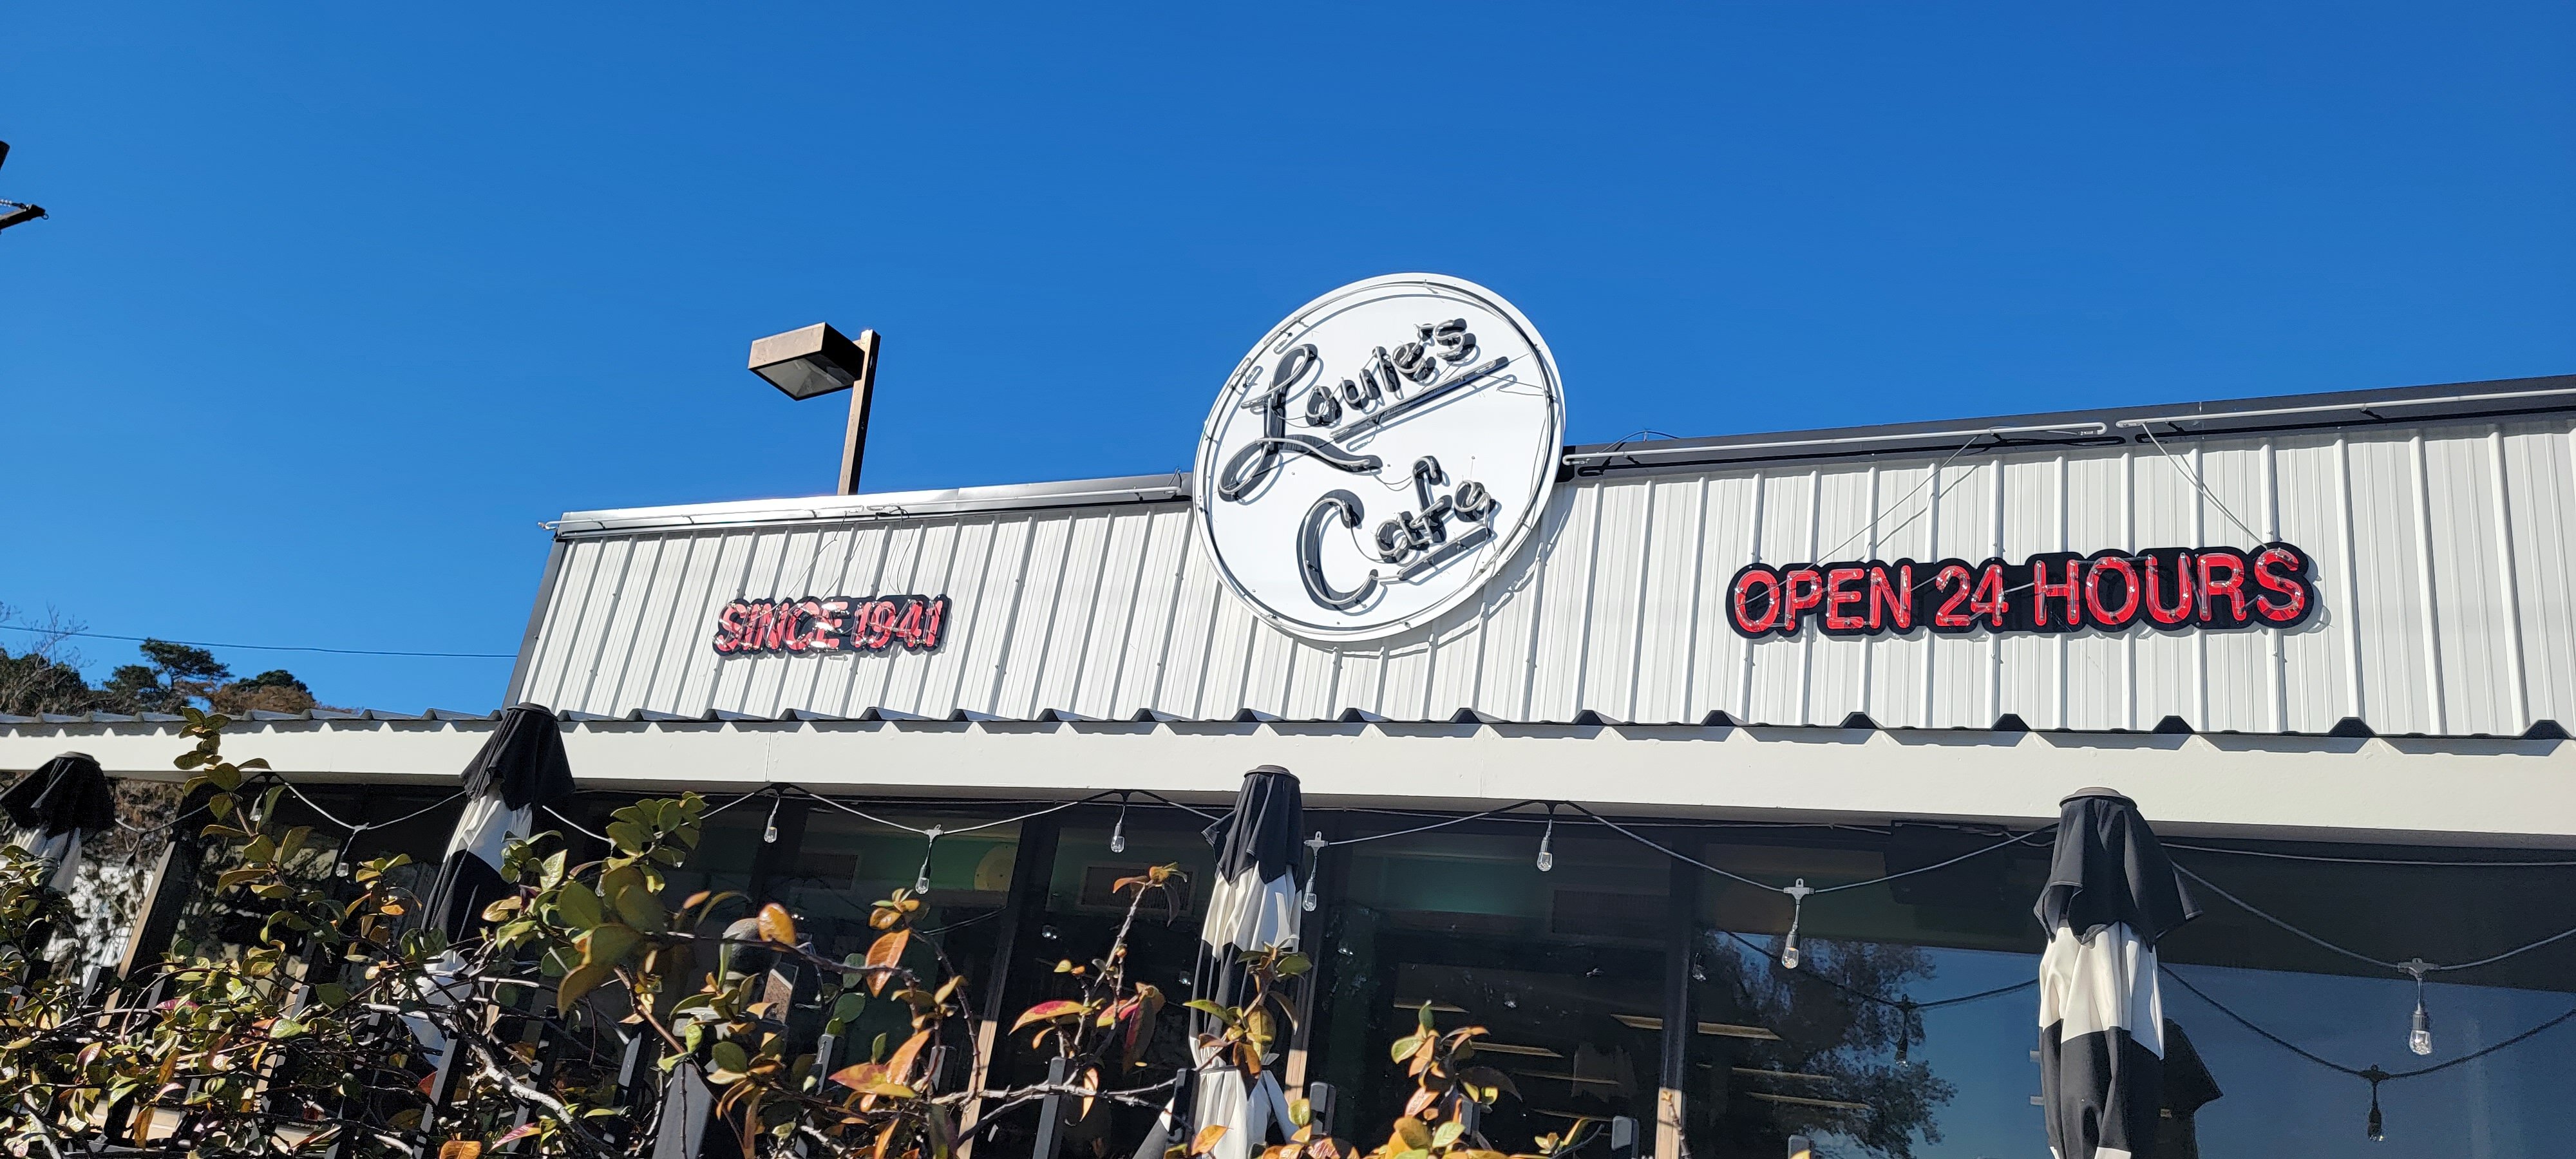 Louie's
Cafe
SINCE 1941
OPEN 24 HOURS